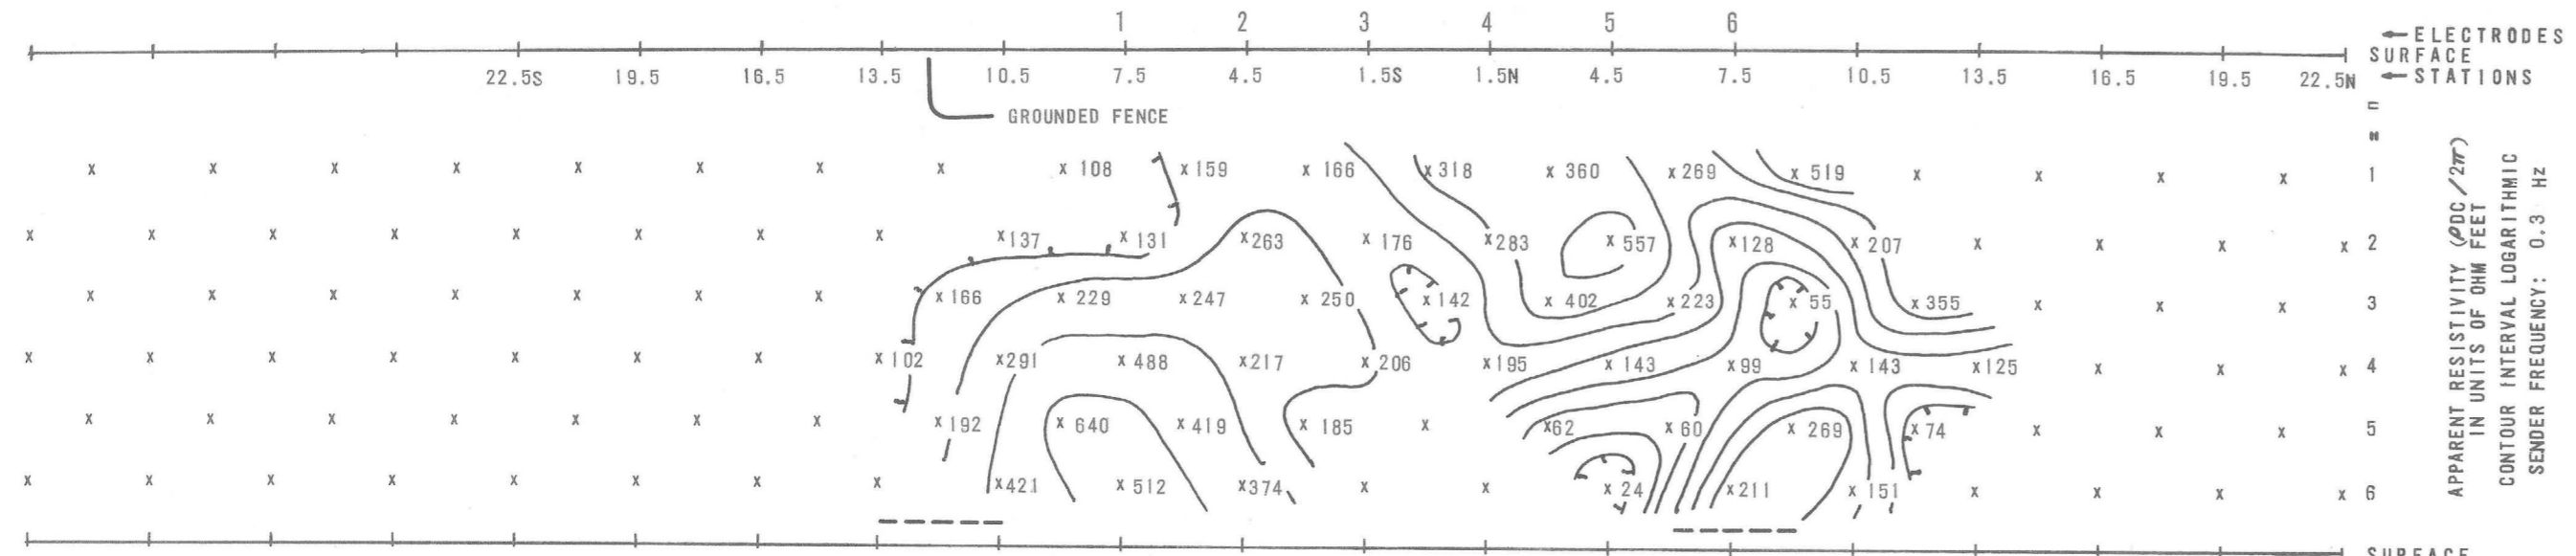 1 2 3 4 5 6
←ELECTRODES
SURFACE
22.5S 19.5 16.5 13.5 10.5 7.5 4.5 1.5S 1.5N 4.5 7.5 10.5 13.5 16.5 19.5 22.5N
←STATIONS
GROUNDED FENCE
n =
x x x x x x x x x 108 x 159 x 166 x 318 x 360 x 269 x 519 x x x x 1
x x x x x x x x x 137 x 131 x 263 x 176 x 283 x 557 x 128 x 207 x x x x 2
x x x x x x x x 166 x 229 x 247 x 250 x 142 x 402 x 223 x 55 x 355 x x x 3
x x x x x x x x 102 x 291 x 488 x 217 x 206 x 195 x 143 x 99 x 143 x 125 x x x 4
x x x x x x x x 192 x 640 x 419 x 185 x x 62 x 60 x 269 x 74 x x x 5
x x x x x x x x x 421 x 512 x 374 x x x 24 x 211 x 151 x x x x 6
APPARENT RESISTIVITY (ρDC/2π)
IN UNITS OF OHM FEET
CONTOUR INTERVAL LOGARITHMIC
SENDER FREQUENCY: 0.3 Hz